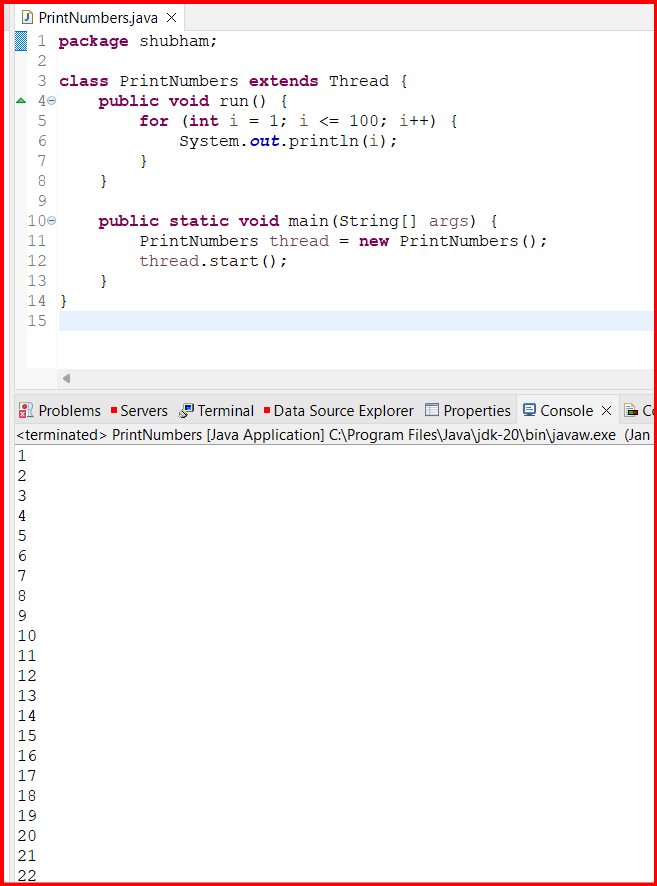 PrintNumbers.java
1 package shubham;
2
3 class PrintNumbers extends Thread {
4 public void run() {
5 for (int i = 1; i <= 100; i++) {
6 System.out.println(i);
7 }
8 }
9
10 public static void main(String[] args) {
11 PrintNumbers thread = new PrintNumbers();
12 thread.start();
13 }
14 }
15
Problems Servers Terminal Data Source Explorer Properties Console
<terminated> PrintNumbers [Java Application] C:\Program Files\Java\jdk-20\bin\javaw.exe (Jan
1
2
3
4
5
6
7
8
9
10
11
12
13
14
15
16
17
18
19
20
21
22